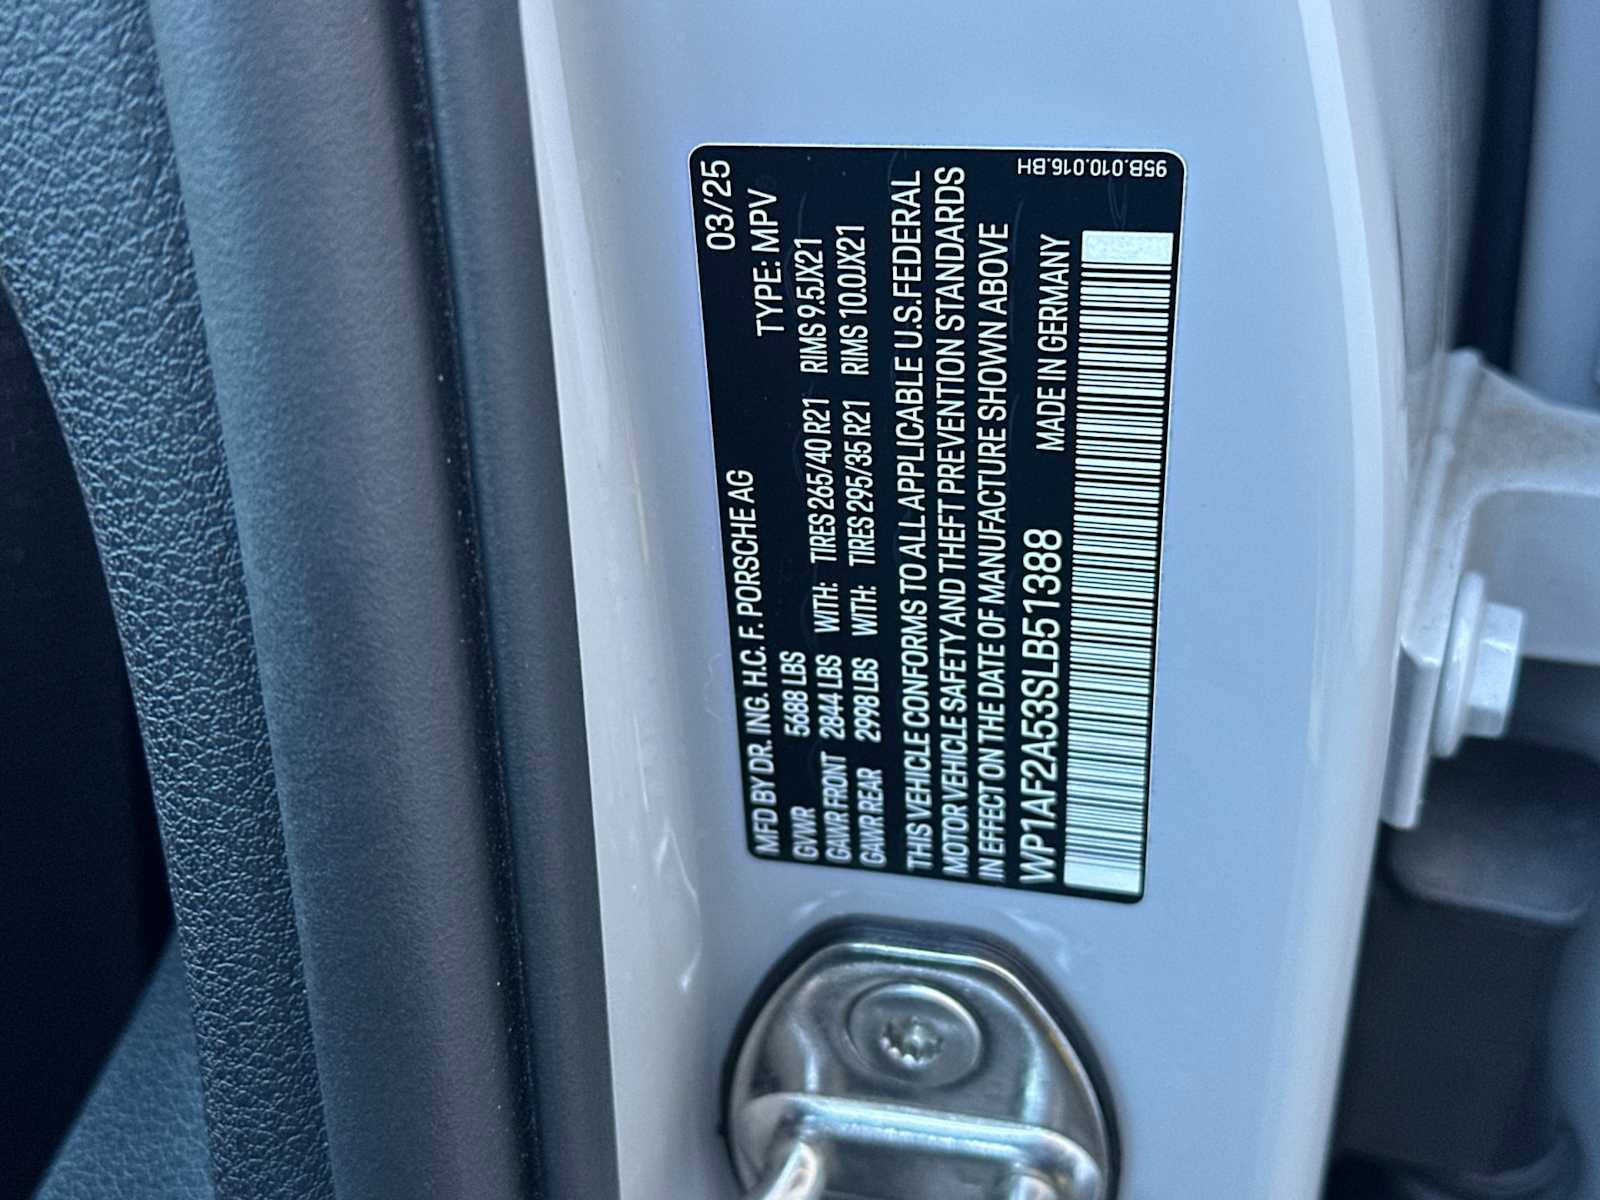 03/25
MFD BY DR. ING. H.C. F. PORSCHE AG TYPE: MPV
GVWR 5688 LBS
GAWR FRONT 2844 LBS WITH: TIRES 265/40 R21 RIMS 9.5JX21
GAWR REAR 2998 LBS WITH: TIRES 295/35 R21 RIMS 10.0JX21
THIS VEHICLE CONFORMS TO ALL APPLICABLE U.S. FEDERAL
MOTOR VEHICLE SAFETY AND THEFT PREVENTION STANDARDS
IN EFFECT ON THE DATE OF MANUFACTURE SHOWN ABOVE
WP1AF2A53SLB51388 MADE IN GERMANY
95B.010.016.BH